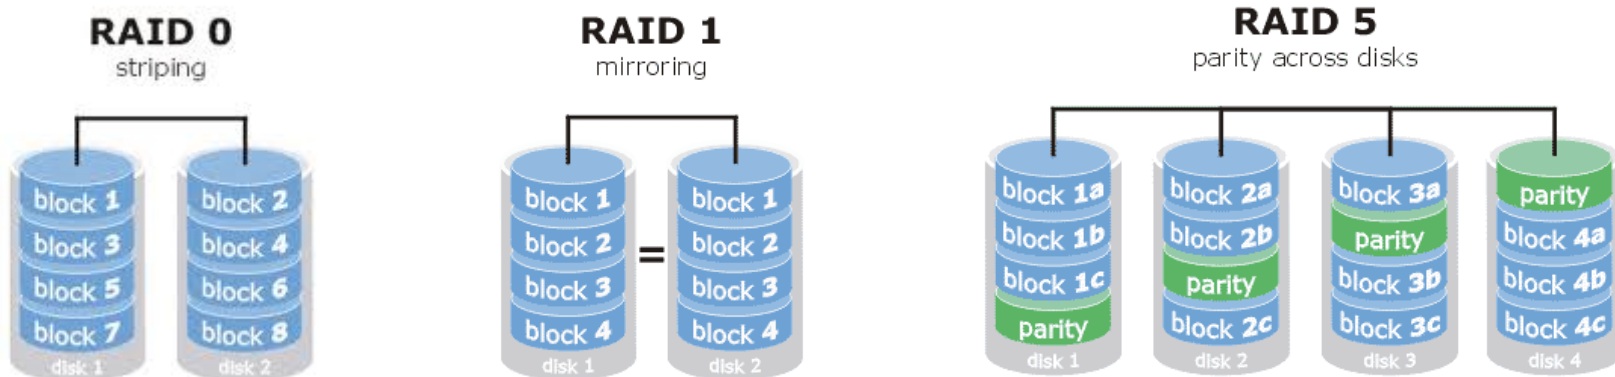 RAID 0
striping
block 1
block 3
block 5
block 7
disk 1
block 2
block 4
block 6
block 8
disk 2
RAID 1
mirroring
block 1
block 2
block 3
block 4
disk 1
=
block 1
block 2
block 3
block 4
disk 2
RAID 5
parity across disks
block 1a
block 1b
block 1c
parity
disk 1
block 2a
block 2b
parity
block 2c
disk 2
block 3a
parity
block 3b
block 3c
disk 3
parity
block 4a
block 4b
block 4c
disk 4